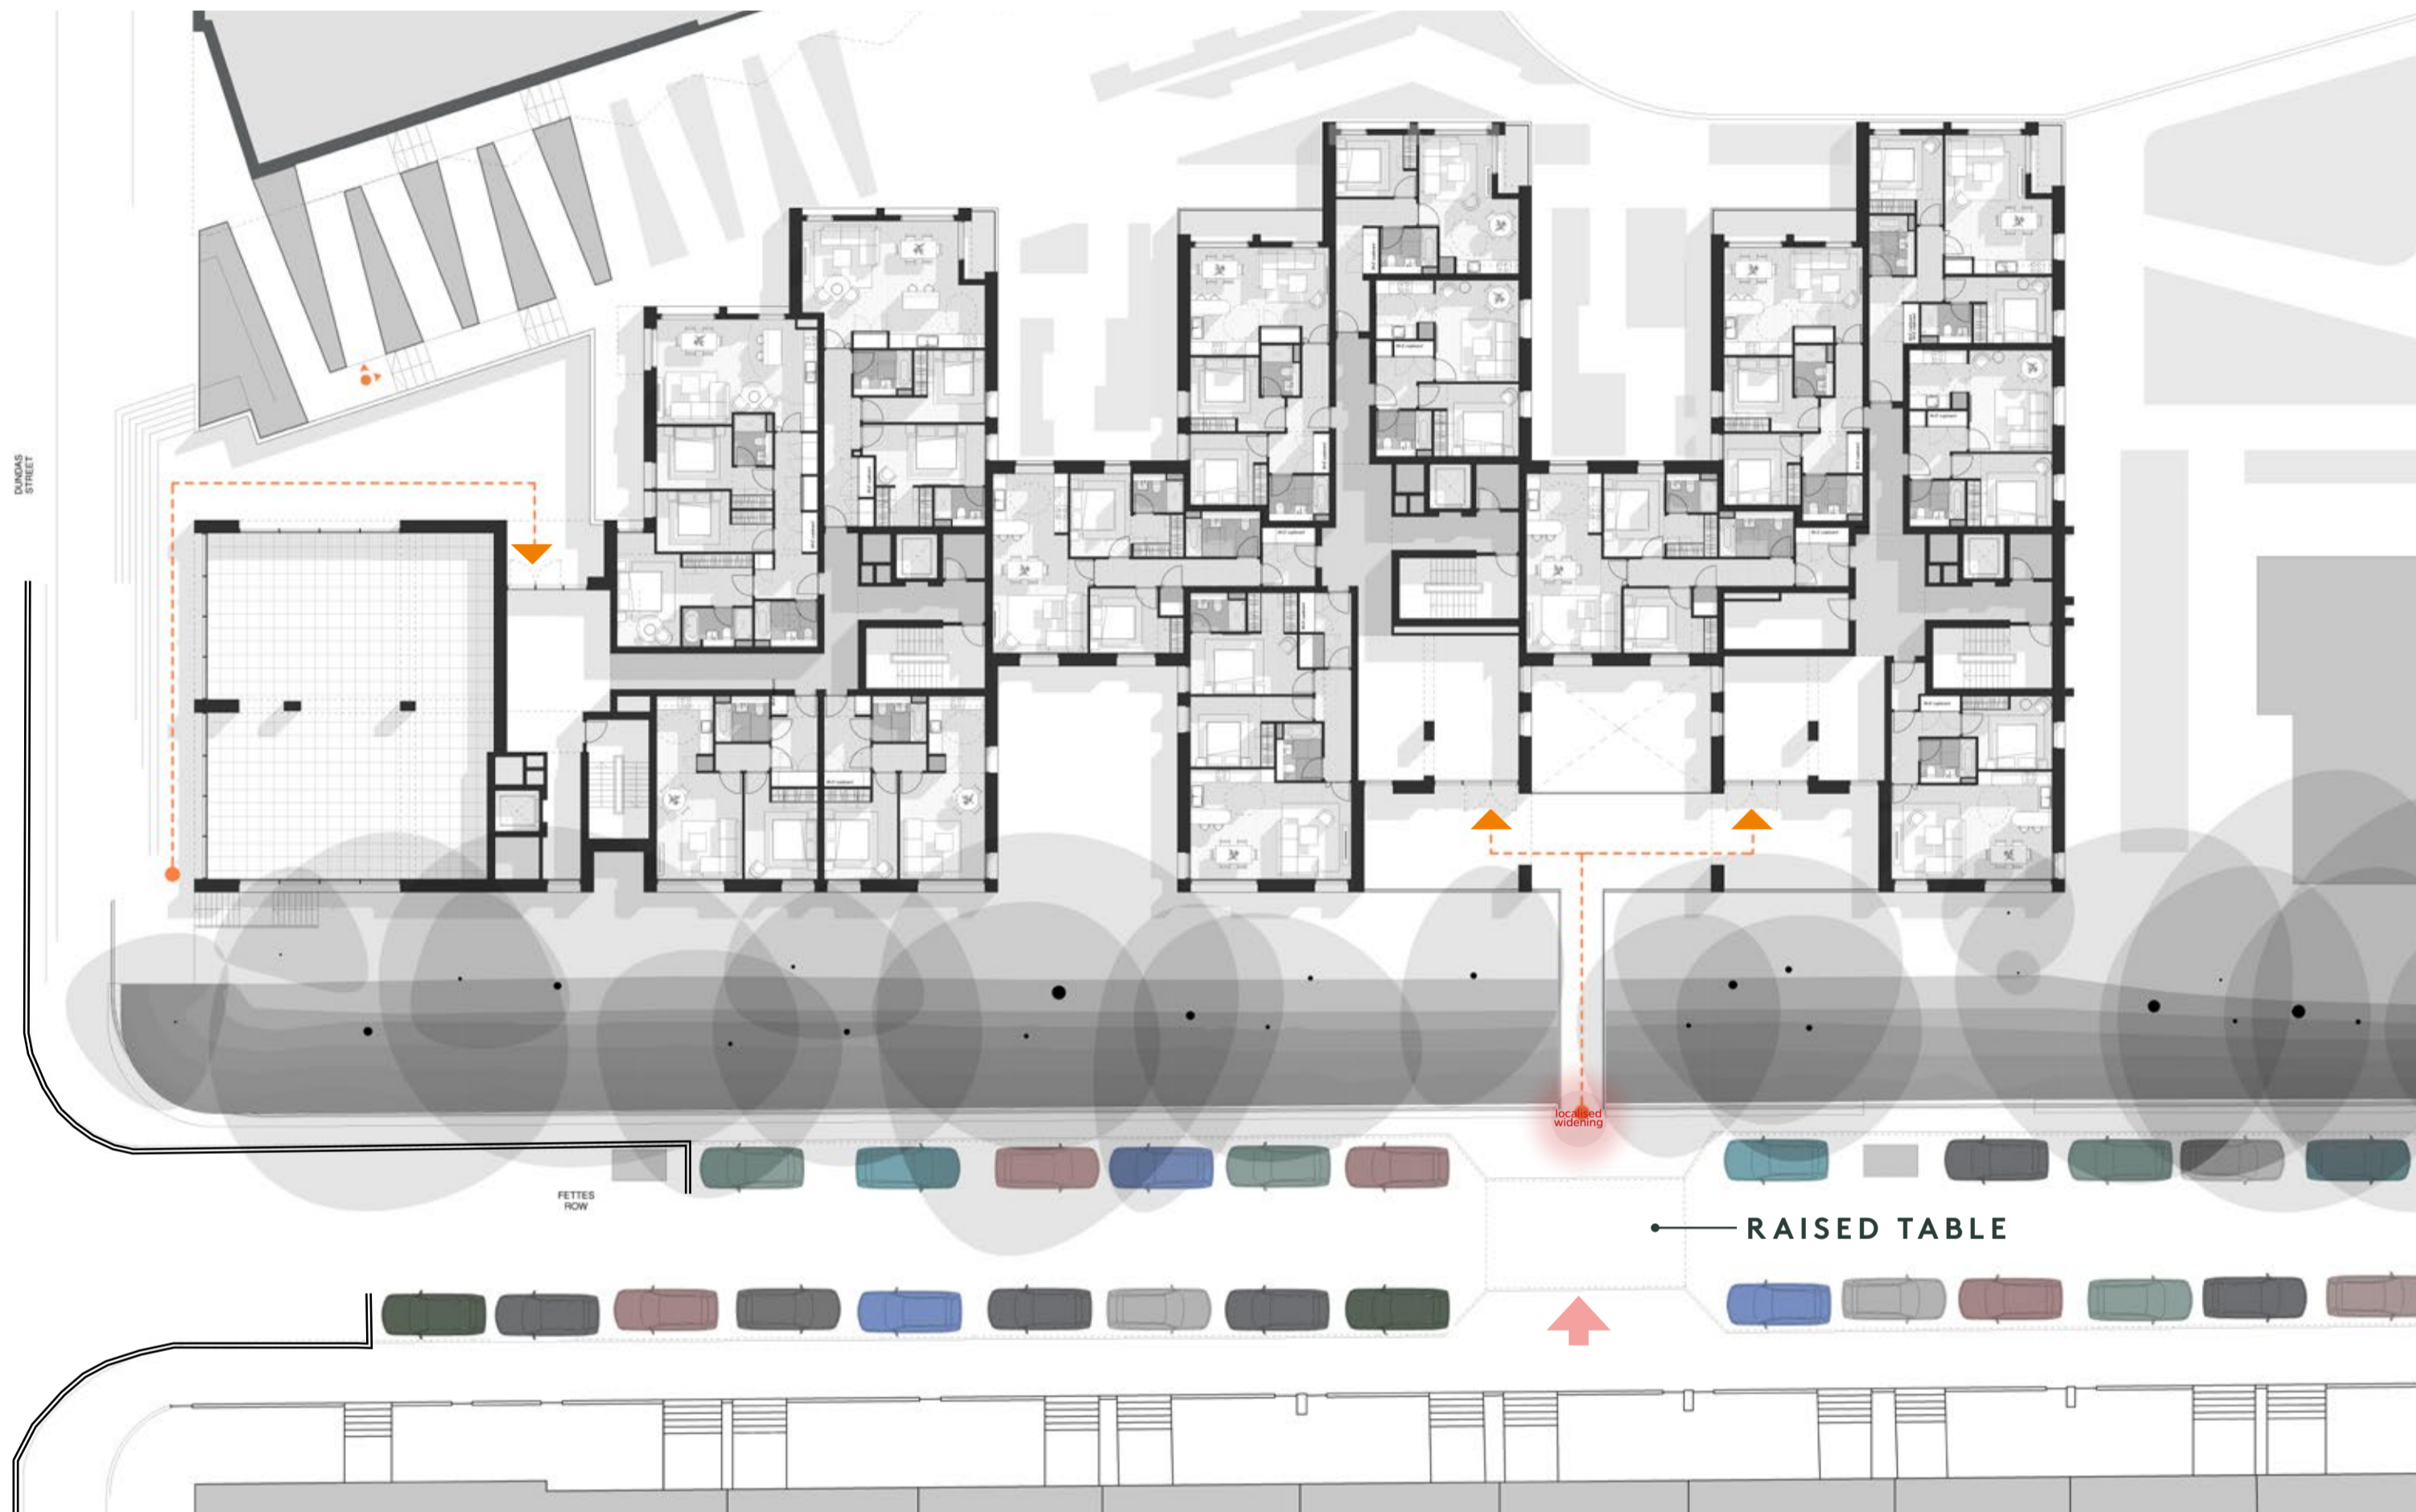 DUNDAS
STREET
localised
widening
FETTES
ROW
RAISED TABLE